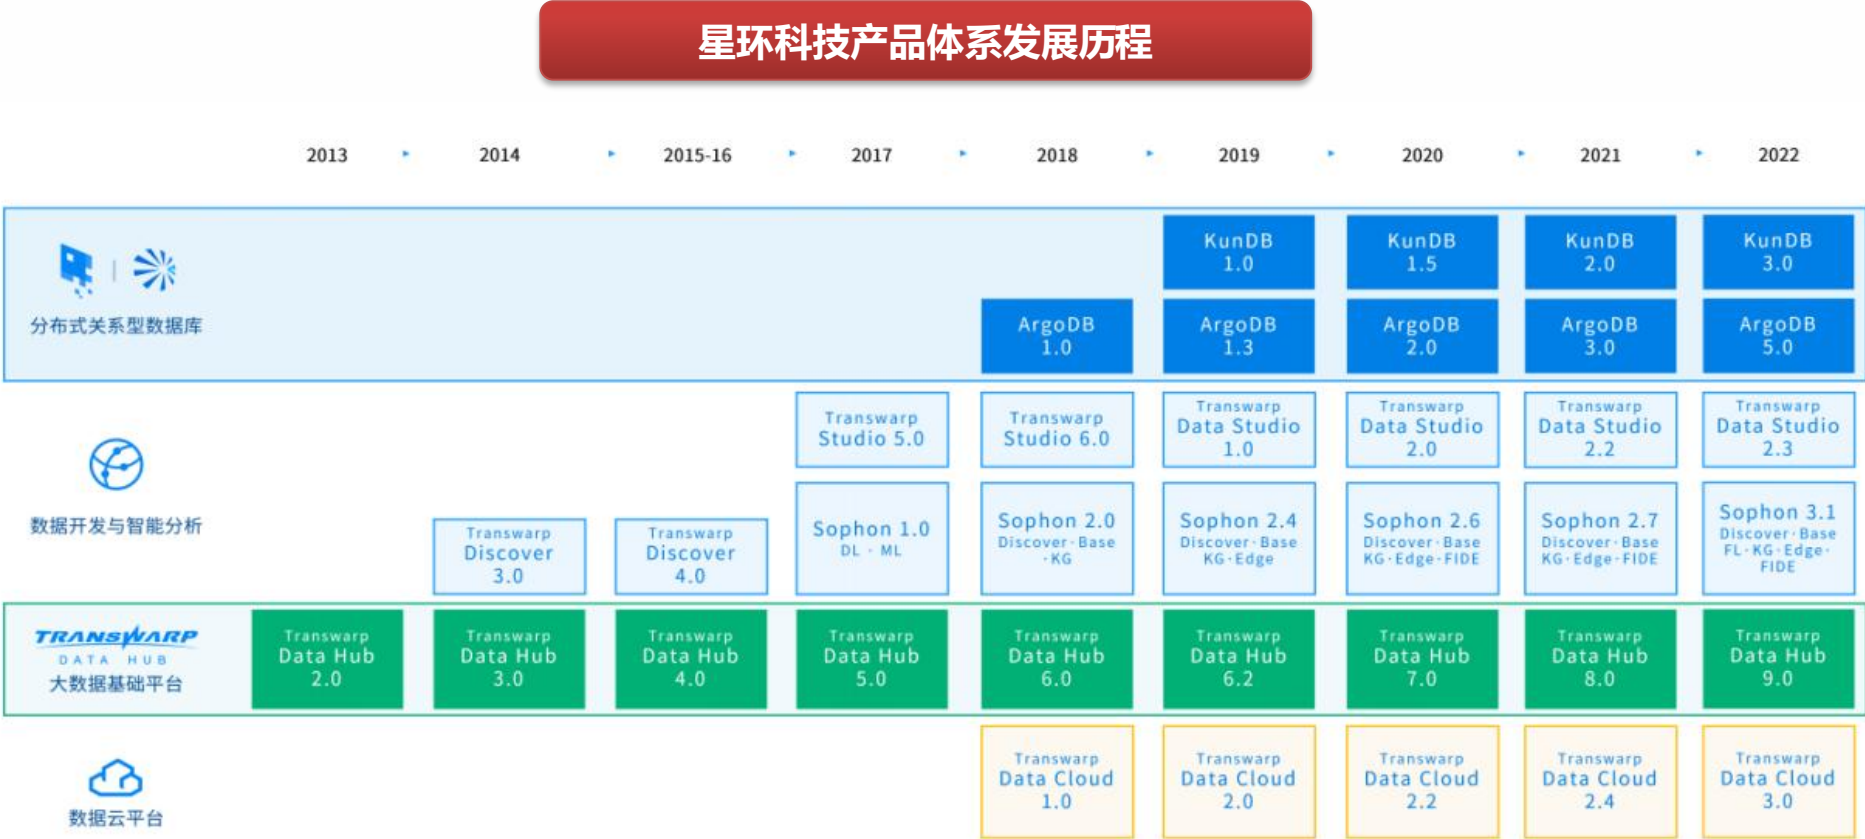 星环科技产品体系发展历程
2013
2014
2015-16
2017
2018
2019
2020
2021
2022
分布式关系型数据库
KunDB
1.0
KunDB
1.5
KunDB
2.0
KunDB
3.0
ArgoDB
1.0
ArgoDB
1.3
ArgoDB
2.0
ArgoDB
3.0
ArgoDB
5.0
数据开发与智能分析
Transwarp
Studio 5.0
Transwarp
Studio 6.0
Transwarp
Data Studio
1.0
Transwarp
Data Studio
2.0
Transwarp
Data Studio
2.2
Transwarp
Data Studio
2.3
Transwarp
Discover
3.0
Transwarp
Discover
4.0
Sophon 1.0
DL · ML
Sophon 2.0
Discover·Base
·KG
Sophon 2.4
Discover·Base
KG·Edge
Sophon 2.6
Discover·Base
KG·Edge·FIDE
Sophon 2.7
Discover·Base
KG·Edge·FIDE
Sophon 3.1
Discover·Base
FL·KG·Edge·
FIDE
TRANSWARP
DATA HUB
大数据基础平台
Transwarp
Data Hub
2.0
Transwarp
Data Hub
3.0
Transwarp
Data Hub
4.0
Transwarp
Data Hub
5.0
Transwarp
Data Hub
6.0
Transwarp
Data Hub
6.2
Transwarp
Data Hub
7.0
Transwarp
Data Hub
8.0
Transwarp
Data Hub
9.0
数据云平台
Transwarp
Data Cloud
1.0
Transwarp
Data Cloud
2.0
Transwarp
Data Cloud
2.2
Transwarp
Data Cloud
2.4
Transwarp
Data Cloud
3.0